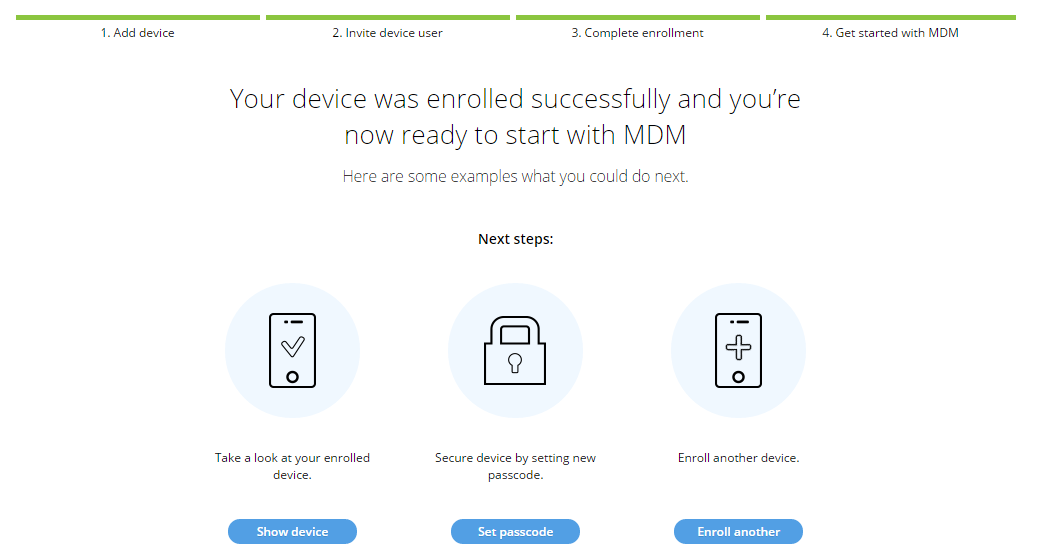 1. Add device
2. Invite device user
3. Complete enrollment
4. Get started with MDM
Your device was enrolled successfully and you’re
now ready to start with MDM
Here are some examples what you could do next.
Next steps:
Take a look at your enrolled
device.
Secure device by setting new
passcode.
Enroll another device.
Show device
Set passcode
Enroll another